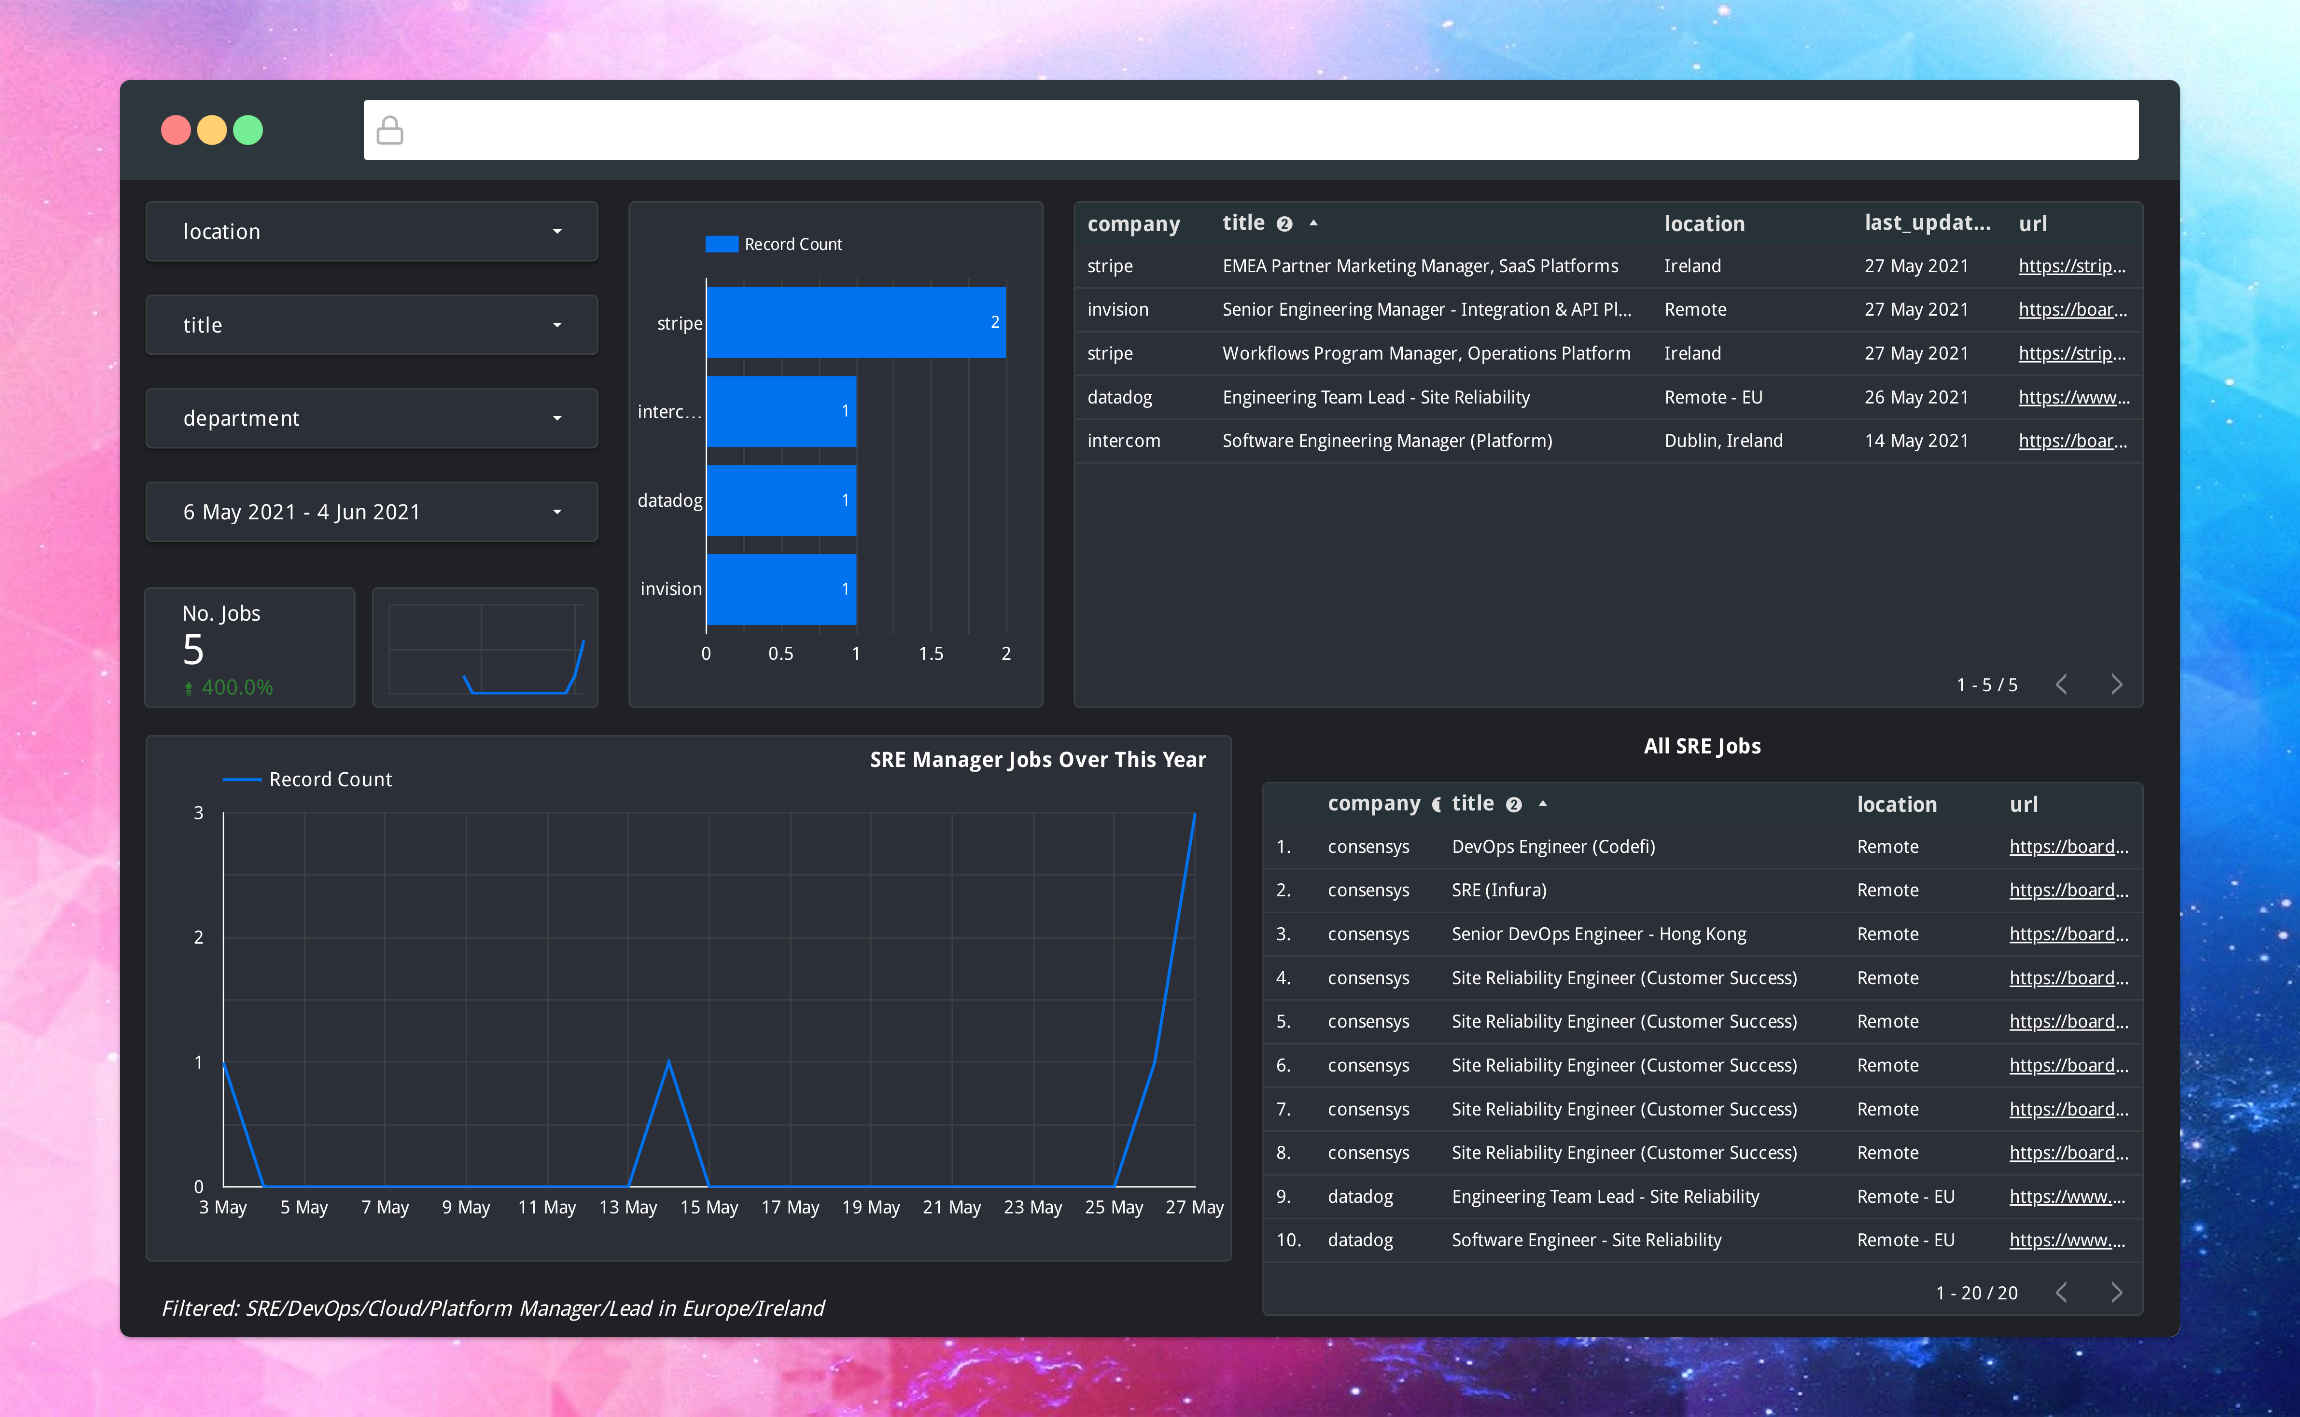 location
title
department
6 May 2021 - 4 Jun 2021
No. Jobs
5
400.0%
Record Count
stripe 2
interc... 1
datadog 1
invision 1
0 0.5 1 1.5 2
company title 2 location last_updat... url
stripe EMEA Partner Marketing Manager, SaaS Platforms Ireland 27 May 2021 https://strip...
invision Senior Engineering Manager - Integration & API Pl... Remote 27 May 2021 https://boar...
stripe Workflows Program Manager, Operations Platform Ireland 27 May 2021 https://strip...
datadog Engineering Team Lead - Site Reliability Remote - EU 26 May 2021 https://www...
intercom Software Engineering Manager (Platform) Dublin, Ireland 14 May 2021 https://boar...
1 - 5 / 5
SRE Manager Jobs Over This Year
Record Count
3
2
1
0
3 May 5 May 7 May 9 May 11 May 13 May 15 May 17 May 19 May 21 May 23 May 25 May 27 May
Filtered: SRE/DevOps/Cloud/Platform Manager/Lead in Europe/Ireland
All SRE Jobs
company title 2 location url
1. consensys DevOps Engineer (Codefi) Remote https://board...
2. consensys SRE (Infura) Remote https://board...
3. consensys Senior DevOps Engineer - Hong Kong Remote https://board...
4. consensys Site Reliability Engineer (Customer Success) Remote https://board...
5. consensys Site Reliability Engineer (Customer Success) Remote https://board...
6. consensys Site Reliability Engineer (Customer Success) Remote https://board...
7. consensys Site Reliability Engineer (Customer Success) Remote https://board...
8. consensys Site Reliability Engineer (Customer Success) Remote https://board...
9. datadog Engineering Team Lead - Site Reliability Remote - EU https://www....
10. datadog Software Engineer - Site Reliability Remote - EU https://www....
1 - 20 / 20